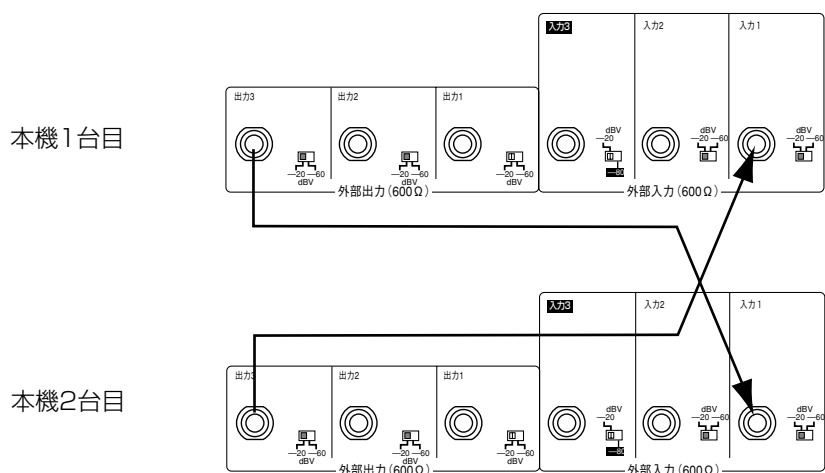 入力3 入力2 入力1
出力3 出力2 出力1
本機1台目
dBV dBV dBV
—20 —20 —60 —20 —60
—20 —60 —20 —60 —20 —60 —80
dBV dBV dBV
外部出力(600Ω) 外部入力(600Ω)
入力3 入力2 入力1
出力3 出力2 出力1
本機2台目
dBV dBV dBV
—20 —20 —60 —20 —60
—20 —60 —20 —60 —20 —60 —80
dBV dBV dBV
外部出力(600Ω) 外部入力(600Ω)